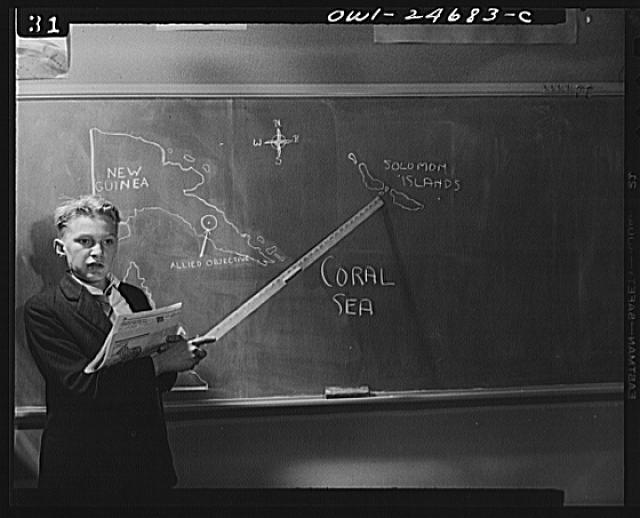 31
OWI-24683-C
N
W E
S
NEW
GUINEA
ALLIED OBJECTIVE
SOLOMON
ISLANDS
CORAL
SEA